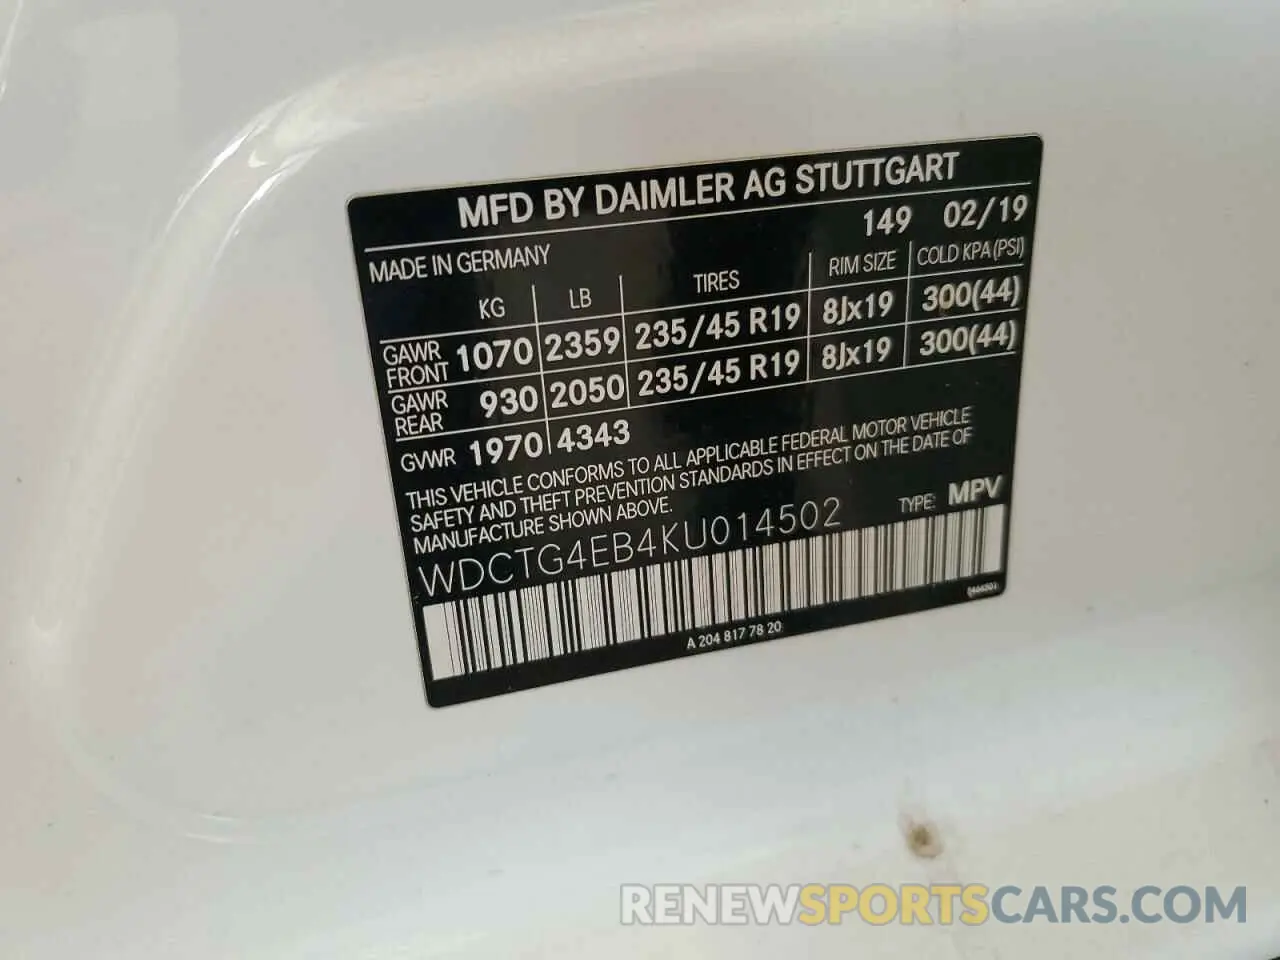 MFD BY DAIMLER AG STUTTGART
149 02/19
MADE IN GERMANY
KG LB TIRES RIM SIZE COLD KPA (PSI)
GAWR FRONT 1070 2359 235/45 R19 8Jx19 300(44)
GAWR REAR 930 2050 235/45 R19 8Jx19 300(44)
GVWR 1970 4343
THIS VEHICLE CONFORMS TO ALL APPLICABLE FEDERAL MOTOR VEHICLE
SAFETY AND THEFT PREVENTION STANDARDS IN EFFECT ON THE DATE OF
MANUFACTURE SHOWN ABOVE.
WDCTG4EB4KU014502 TYPE: MPV
A 204 817 78 20
RENEWSPORTSCARS.COM